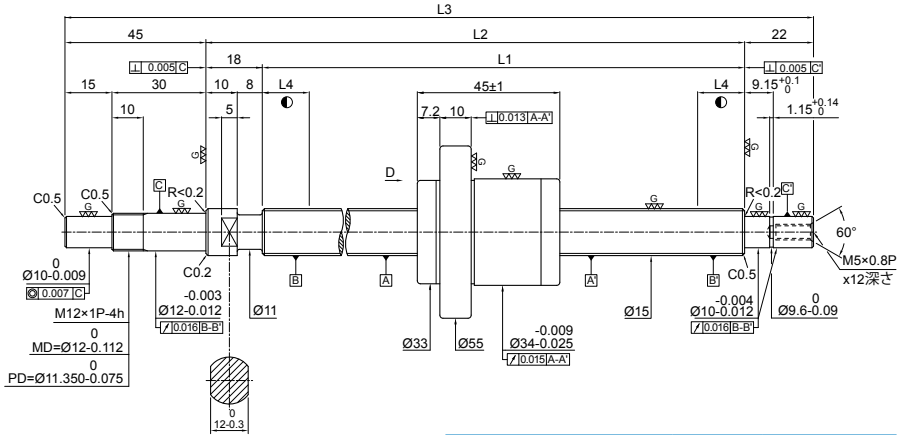 L3
45 L2 22
⊥ 0.005 C 18 L1 ⊥ 0.005 C'
15 30 10 8 L4 45±1 L4 9.15+0.1 0
10 5 7.2 10 ⊥ 0.013 A-A' 1.15+0.14 0
G G G
D
C0.5 C0.5 C R<0.2 G R<0.2 C'
G G G G G
60°
C0.2 B A A' B' C0.5 M5×0.8P
x12深さ
0
Ø10-0.009
◎ 0.007 C
-0.003
Ø12-0.012
0.016 B-B'
Ø11
Ø15
-0.004
Ø10-0.012
0.016 B-B'
0
Ø9.6-0.09
M12×1P-4h
0
MD=Ø12-0.112
0
PD=Ø11.350-0.075
Ø33 Ø55
-0.009
Ø34-0.025
0.015 A-A'
0
12-0.3